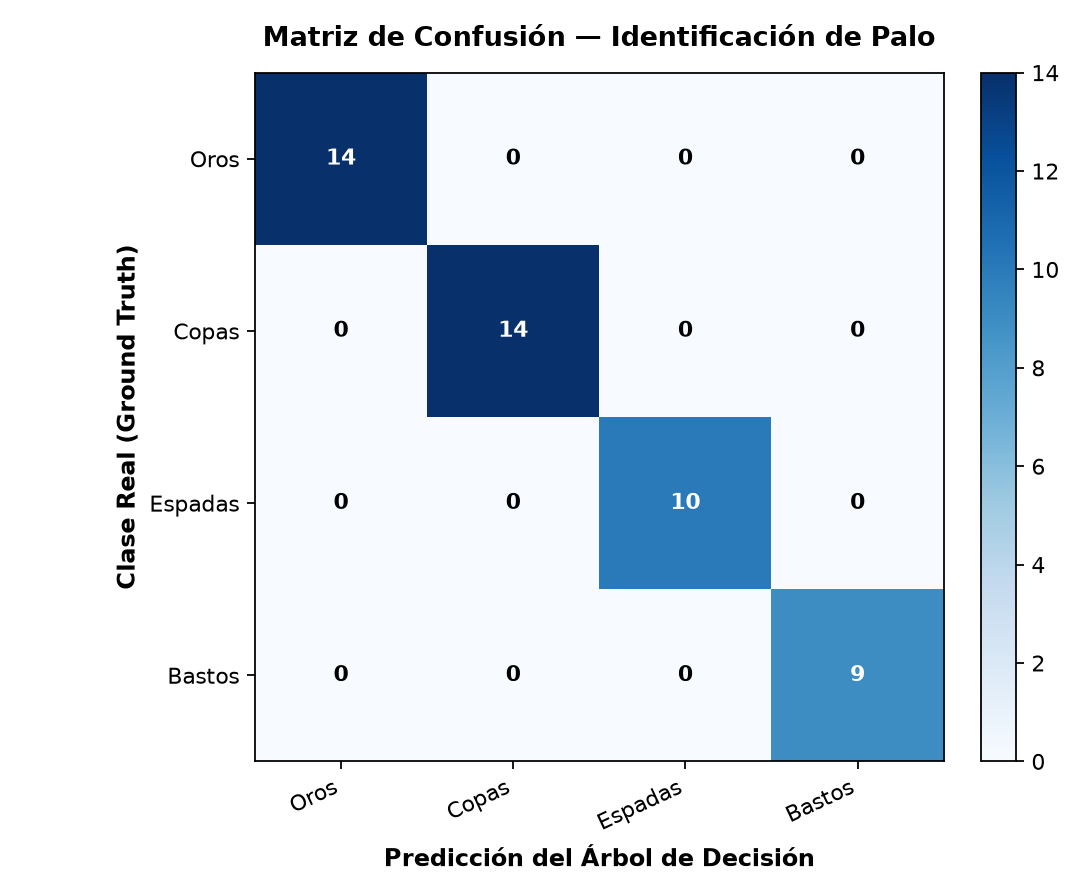 Matriz de Confusión — Identificación de Palo
Clase Real (Ground Truth)
Oros
14
0
0
0
Copas
0
14
0
0
Espadas
0
0
10
0
Bastos
0
0
0
9
Oros
Copas
Espadas
Bastos
Predicción del Árbol de Decisión
14
12
10
8
6
4
2
0